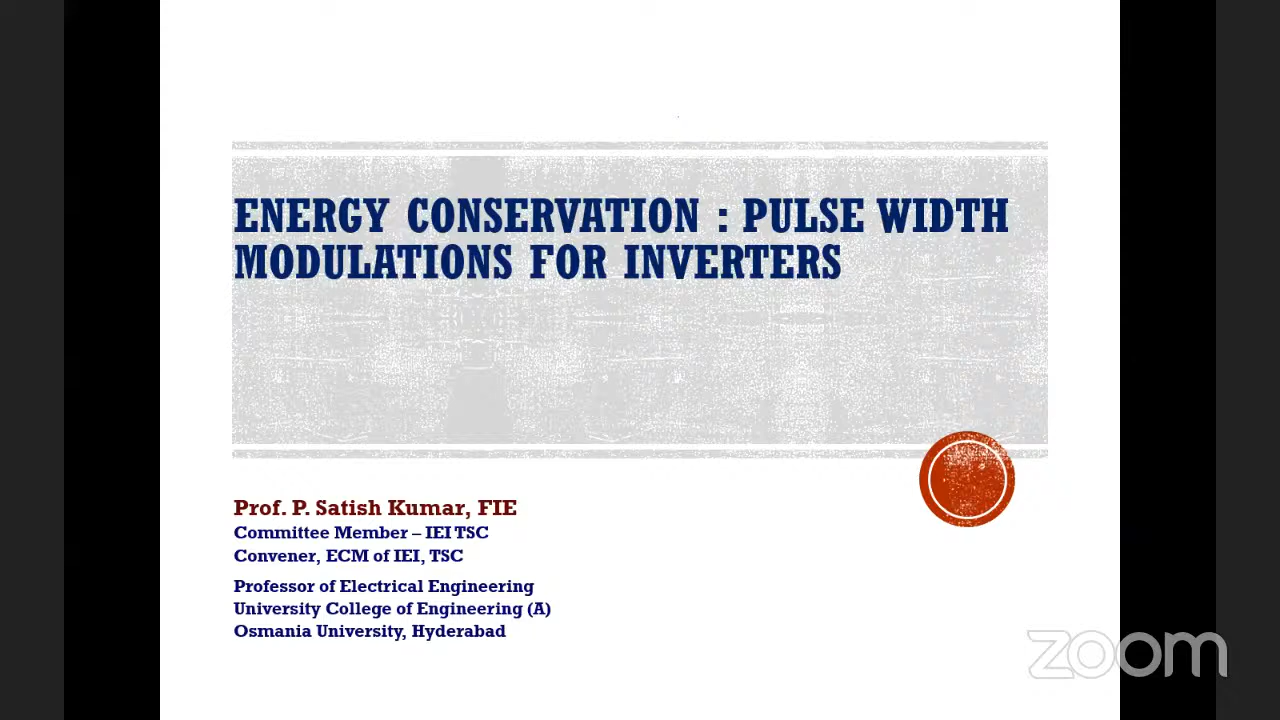 ENERGY CONSERVATION : PULSE WIDTH
MODULATIONS FOR INVERTERS
Prof. P. Satish Kumar, FIE
Committee Member – IEI TSC
Convener, ECM of IEI, TSC
Professor of Electrical Engineering
University College of Engineering (A)
Osmania University, Hyderabad
zoom